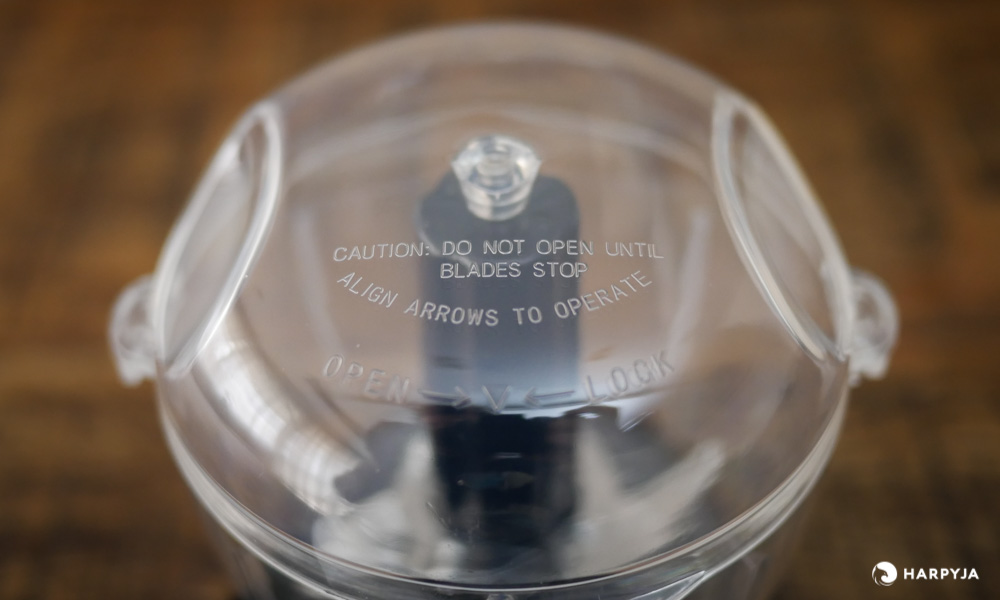 CAUTION: DO NOT OPEN UNTIL
BLADES STOP
ALIGN ARROWS TO OPERATE
OPEN → V ← LOCK
HARPYJA